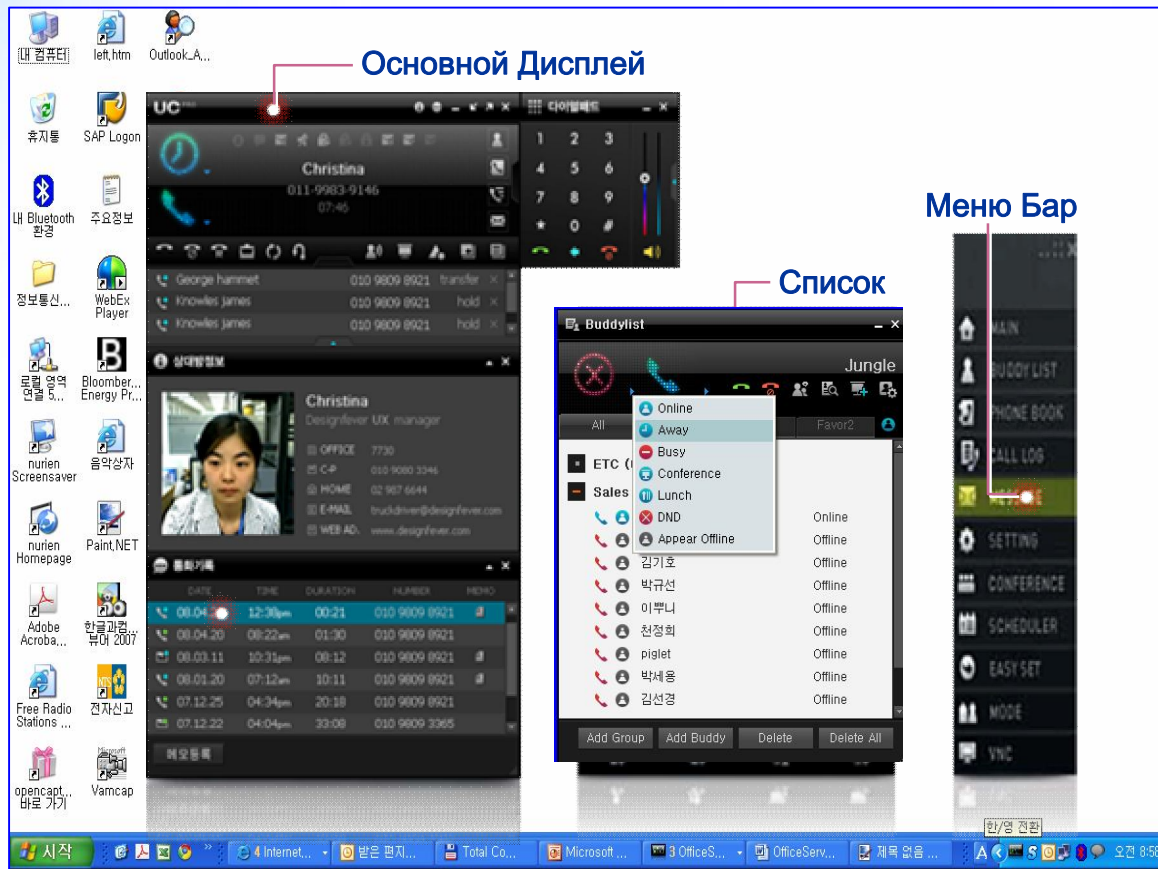 내 컴퓨터
left.htm
Outlook_A...
휴지통
SAP Logon
내 Bluetooth 환경
주요정보
정보통신...
WebEx Player
로컬 영역 연결 5...
Bloomber... Energy Pr...
nurien Screensaver
음악상자
nurien Homepage
Paint.NET
Adobe Acroba...
한글과컴... 뷰어 2007
Free Radio Stations ...
전자신고
opencapt... 바로 가기
Vamcap
Основной Дисплей
UC
Christina
011-9983-9146
07:46
George hammet 010 9809 8921 transfer
Knowles james 010 9809 8921 hold
Knowles james 010 9809 8921 hold
다이얼패드
1 2 3
4 5 6
7 8 9
* 0 #
상대방정보
Christina
Designfever UX manager
OFFICE 7730
C-P 010 9080 3346
HOME 02 987 6644
E-MAIL truckdriver@designfever.com
WEB AD. www.designfever.com
통화기록
DATE TIME DURATION NUMBER MEMO
08.04.2 12:38pm 00:21 010 9809 8921
08.04.20 08:22am 01:30 010 9809 8921
08.03.11 10:31pm 08:12 010 9809 8921
08.01.20 07:12am 10:11 010 9809 8921
07.12.25 04:34pm 20:18 010 9809 8921
07.12.22 04:04pm 33:08 010 9809 3365
메모등록
Список
Buddylist
Jungle
All Favor2
Online
Away
Busy
Conference
Lunch
DND
Appear Offline
ETC (
Sales
Online
Offline
김기호 Offline
박규선 Offline
이뿌니 Offline
천정희 Offline
piglet Offline
박세용 Offline
김선경 Offline
Add Group Add Buddy Delete Delete All
Меню Бар
MAIN
BUDDY LIST
PHONE BOOK
CALL LOG
SETTING
CONFERENCE
SCHEDULER
EASY SET
MODE
VNC
한/영 전환
시작
4 Internet...
받은 편지...
Total Co...
Microsoft ...
3 OfficeS...
OfficeServ...
제목 없음 ...
오전 8:58